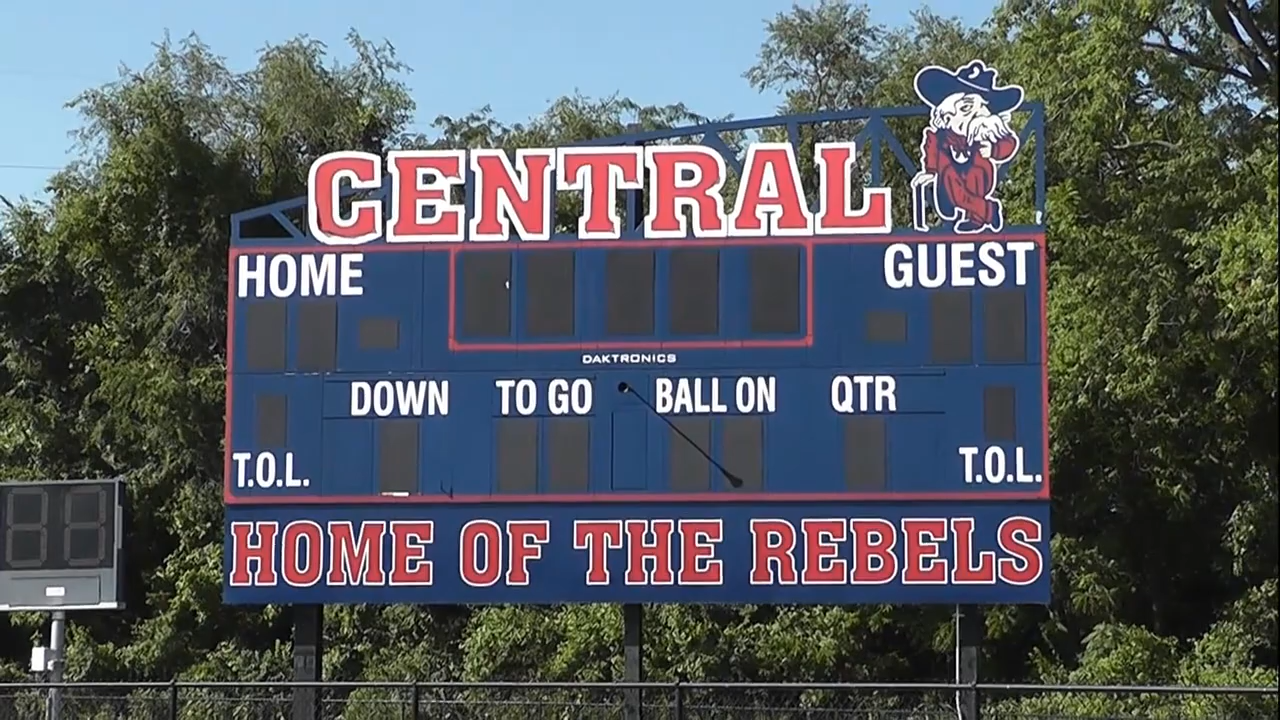 CENTRAL
HOME GUEST
DAKTRONICS
DOWN TO GO BALL ON QTR
T.O.L. T.O.L.
HOME OF THE REBELS